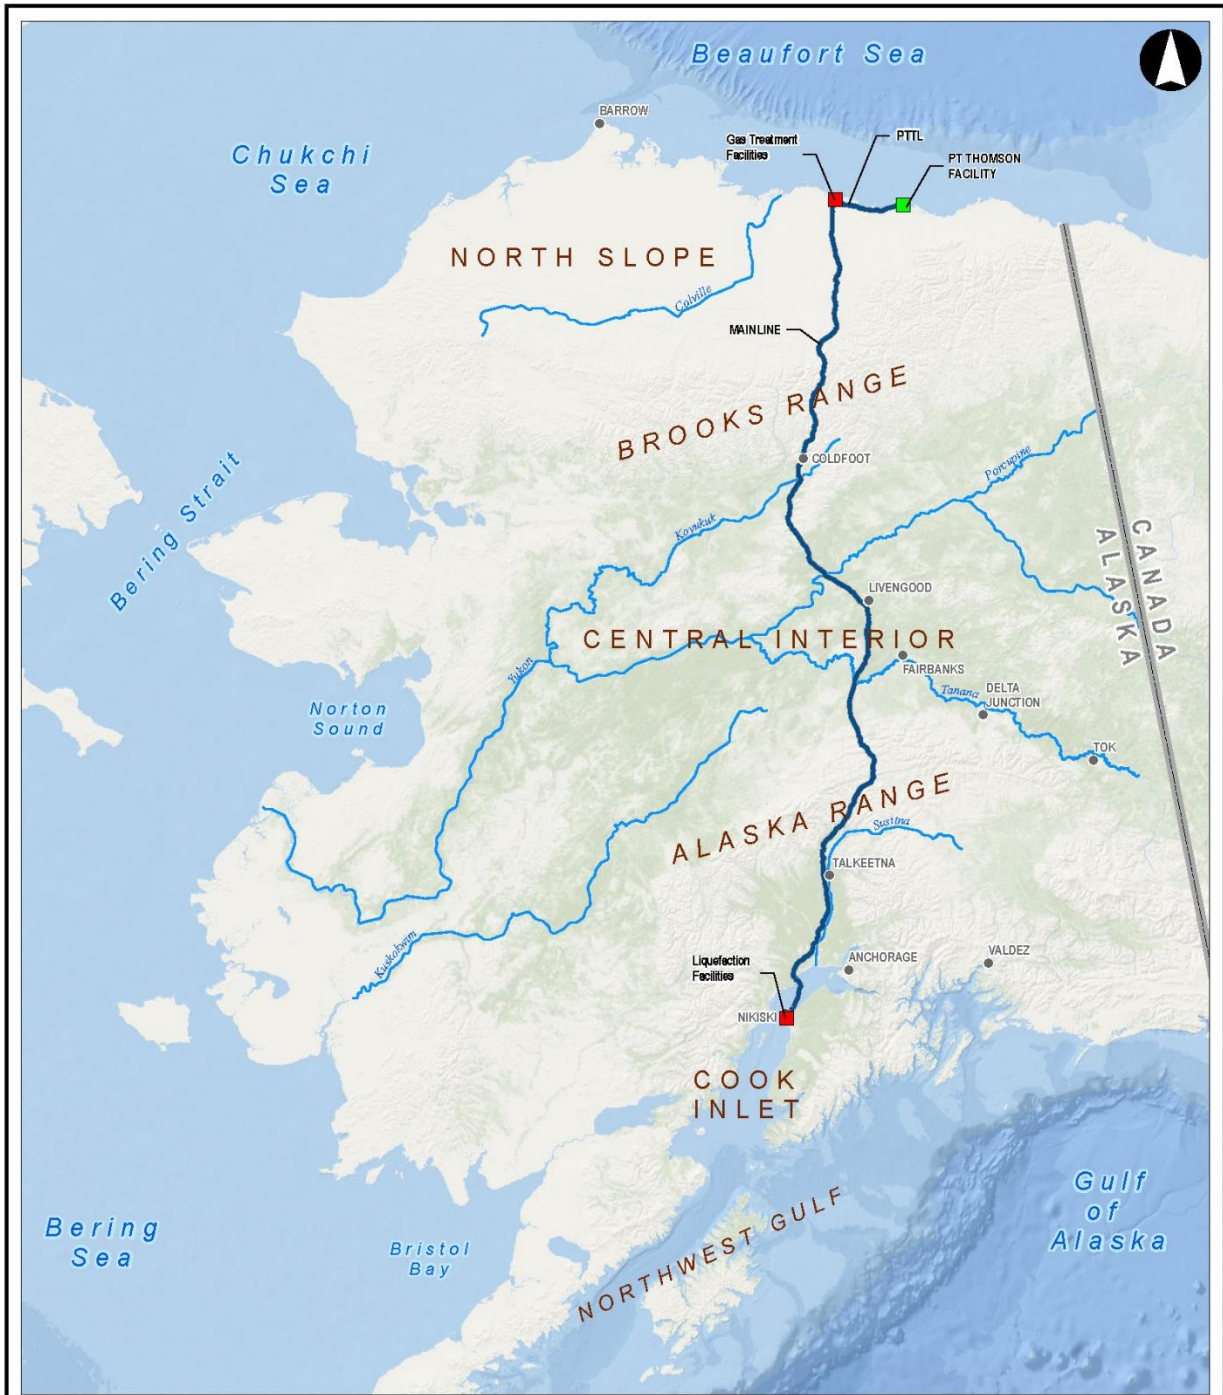 Beaufort Sea
BARROW
Chukchi
Sea
Gas Treatment
Facilities
PTTL
PT THOMSON
FACILITY
NORTH SLOPE
Colville
MAINLINE
BROOKS RANGE
COLDFOOT
Porcupine
Bering Strait
Koyukuk
CANADA
ALASKA
LIVENGOOD
CENTRAL INTERIOR
FAIRBANKS
Yukon
Tanana
DELTA
JUNCTION
Norton
Sound
TOK
ALASKA RANGE
Susitna
TALKEETNA
Kuskokwim
Liquefaction
Facilities
ANCHORAGE
VALDEZ
NIKISKI
COOK
INLET
Gulf
of
Alaska
NORTHWEST GULF
Bering
Sea
Bristol
Bay